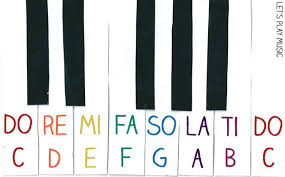 LET'S PLAY MUSIC
DO RE MI FA SO LA TI DO
C D E F G A B C